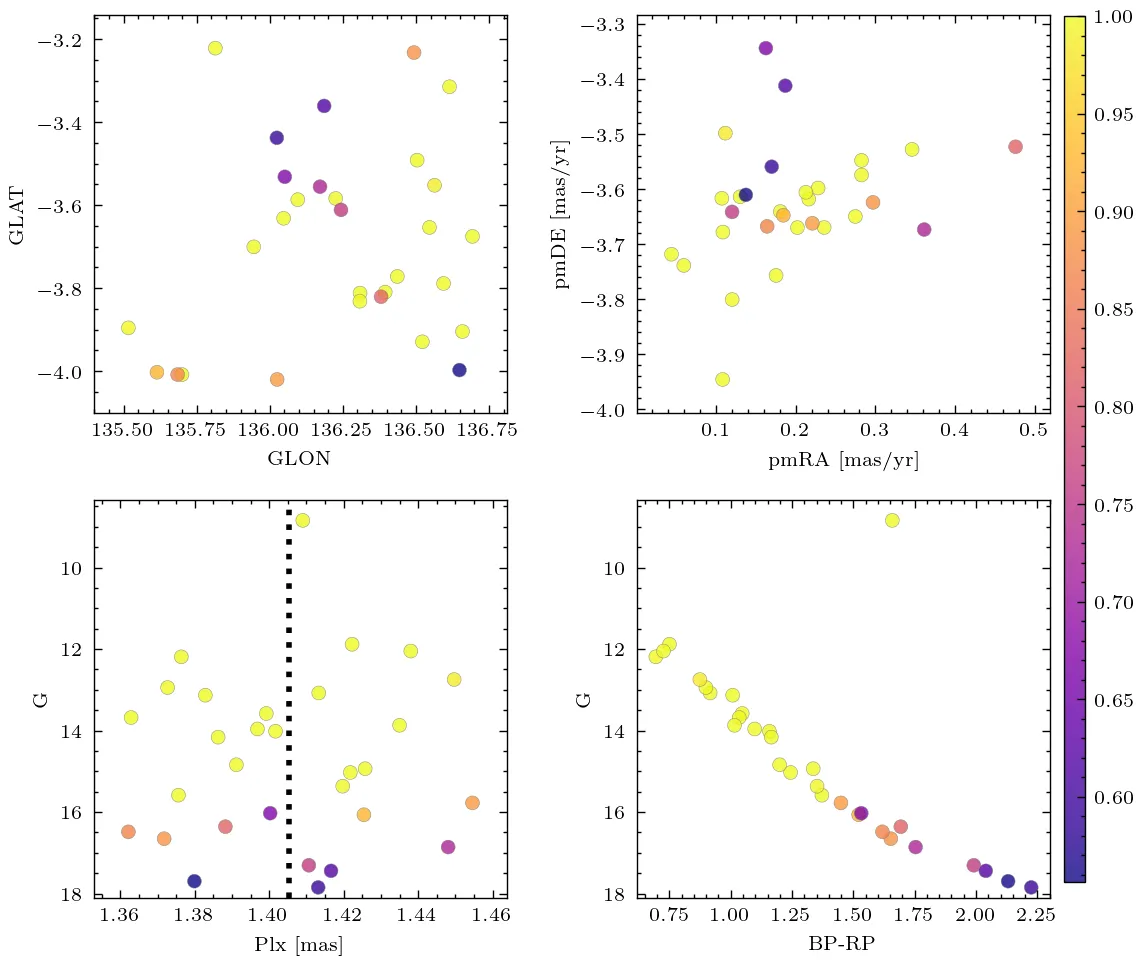 −3.2
−3.4
−3.6
−3.8
−4.0
GLAT
135.50 135.75 136.00 136.25 136.50 136.75
GLON
−3.3
−3.4
−3.5
−3.6
−3.7
−3.8
−3.9
−4.0
pmDE [mas/yr]
0.1 0.2 0.3 0.4 0.5
pmRA [mas/yr]
1.00
0.95
0.90
0.85
0.80
0.75
0.70
0.65
0.60
10
12
14
16
18
G
1.36 1.38 1.40 1.42 1.44 1.46
Plx [mas]
10
12
14
16
18
G
0.75 1.00 1.25 1.50 1.75 2.00 2.25
BP-RP